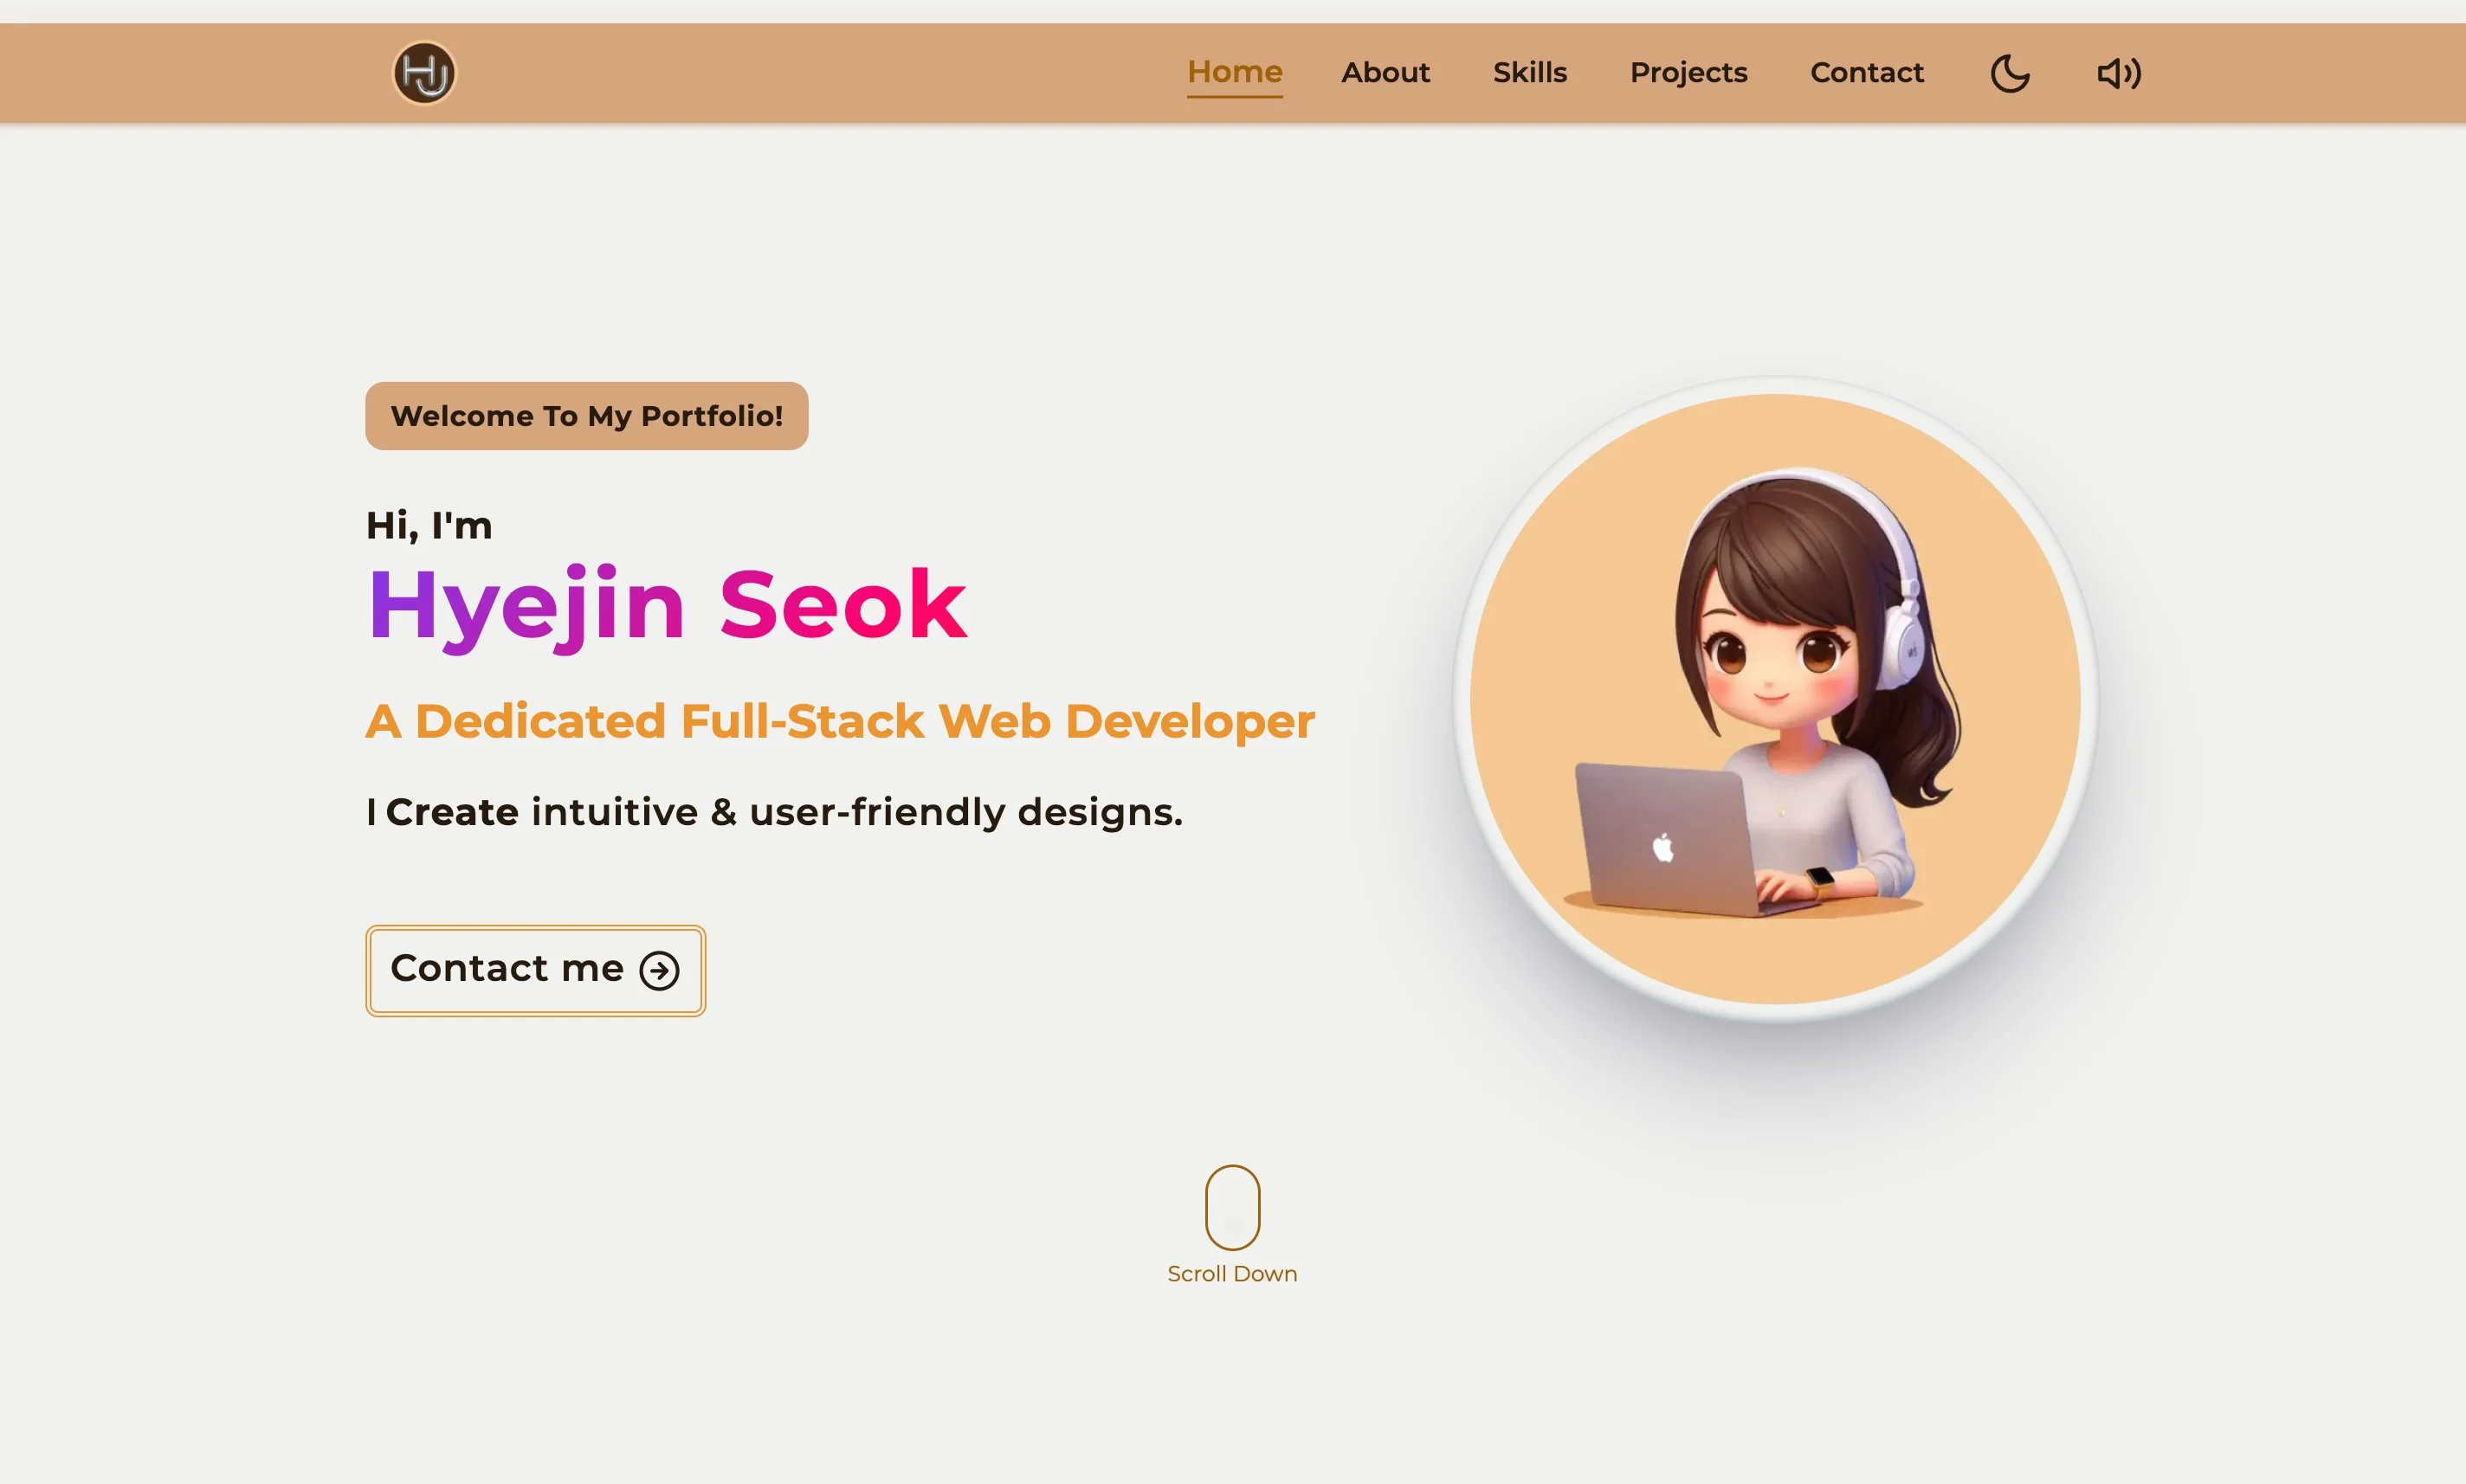 HJ
Home About Skills Projects Contact
Welcome To My Portfolio!
Hi, I'm
Hyejin Seok
A Dedicated Full-Stack Web Developer
I Create intuitive & user-friendly designs.
Contact me
Scroll Down